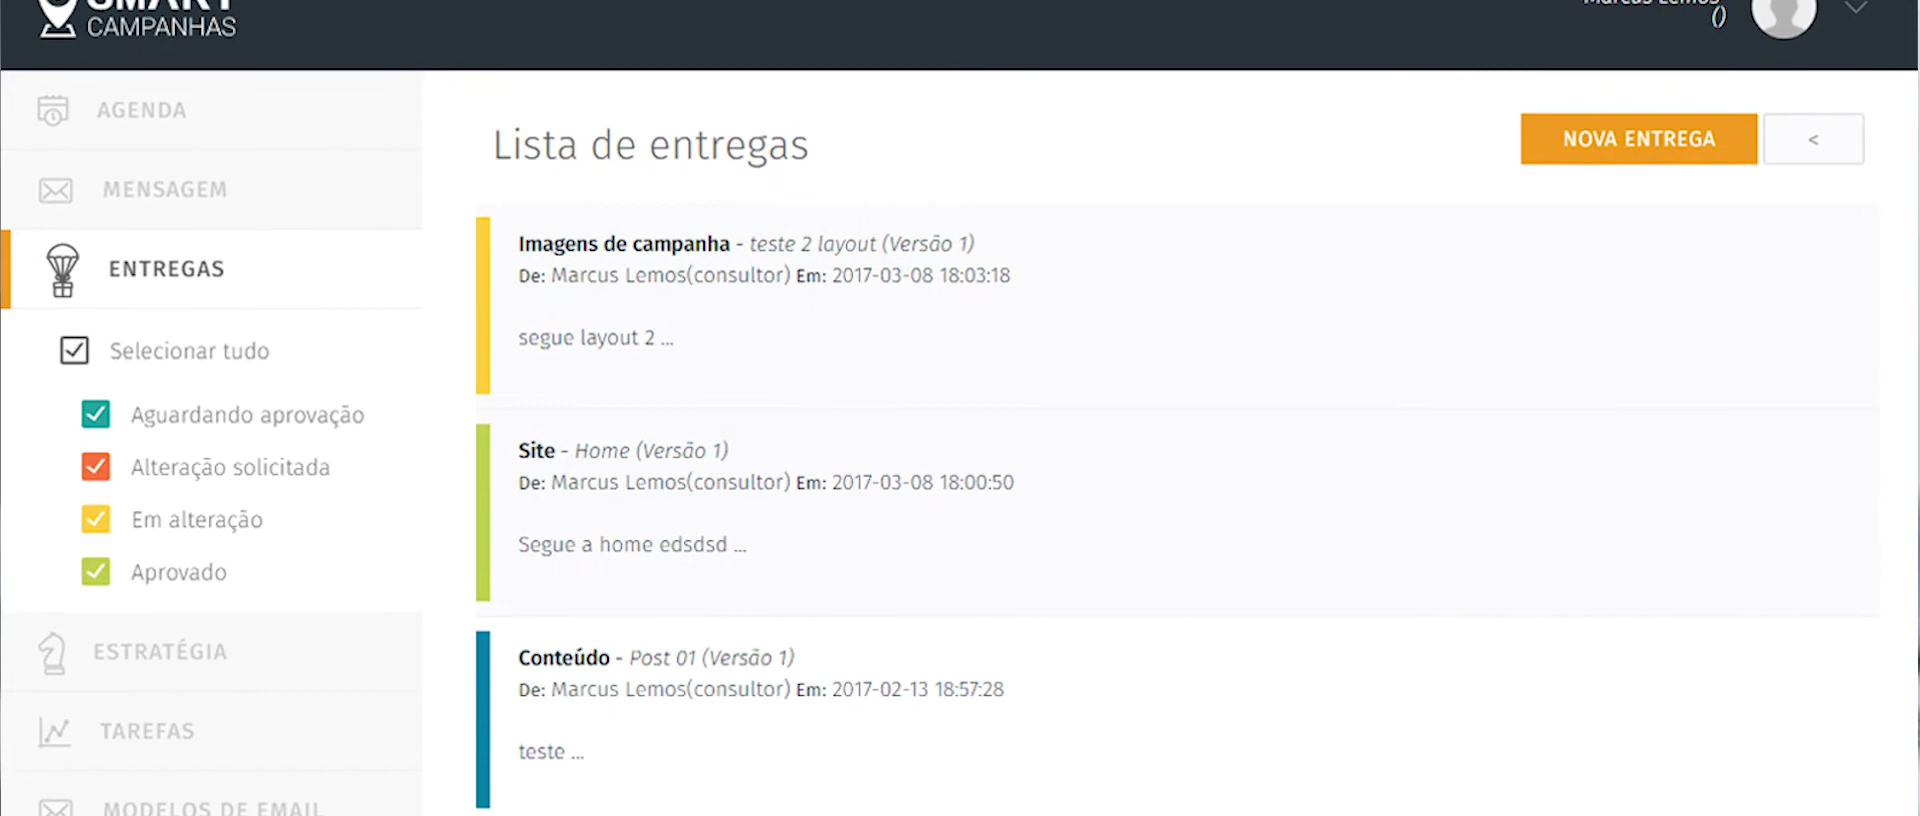 SMART
CAMPANHAS
Marcus Lemos
()
AGENDA
MENSAGEM
ENTREGAS
Selecionar tudo
Aguardando aprovação
Alteração solicitada
Em alteração
Aprovado
ESTRATÉGIA
TAREFAS
MODELOS DE EMAIL
Lista de entregas
NOVA ENTREGA
<
Imagens de campanha - teste 2 layout (Versão 1)
De: Marcus Lemos(consultor) Em: 2017-03-08 18:03:18
segue layout 2 ...
Site - Home (Versão 1)
De: Marcus Lemos(consultor) Em: 2017-03-08 18:00:50
Segue a home edsdsd ...
Conteúdo - Post 01 (Versão 1)
De: Marcus Lemos(consultor) Em: 2017-02-13 18:57:28
teste ...